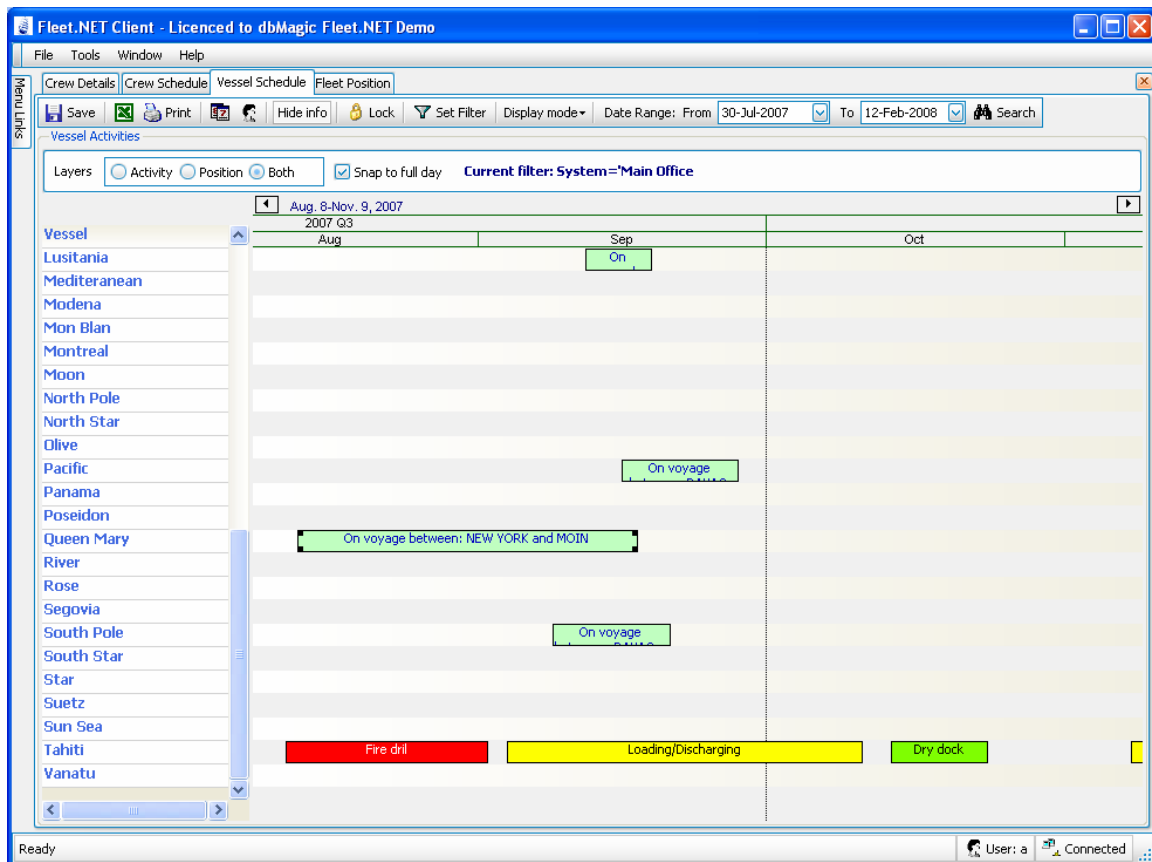 Fleet.NET Client - Licenced to dbMagic Fleet.NET Demo
File Tools Window Help
Menu Links
Crew Details Crew Schedule Vessel Schedule Fleet Position
Save Print Hide info Lock Set Filter Display mode Date Range: From 30-Jul-2007 To 12-Feb-2008 Search
Vessel Activities
Layers Activity Position Both Snap to full day Current filter: System='Main Office
Aug. 8-Nov. 9, 2007
2007 Q3
Vessel
Aug Sep Oct
Lusitania On
Mediteranean
Modena
Mon Blan
Montreal
Moon
North Pole
North Star
Olive
Pacific On voyage
Panama
Poseidon
Queen Mary On voyage between: NEW YORK and MOIN
River
Rose
Segovia
South Pole On voyage
South Star
Star
Suetz
Sun Sea
Tahiti Fire dril Loading/Discharging Dry dock
Vanatu
Ready User: a Connected